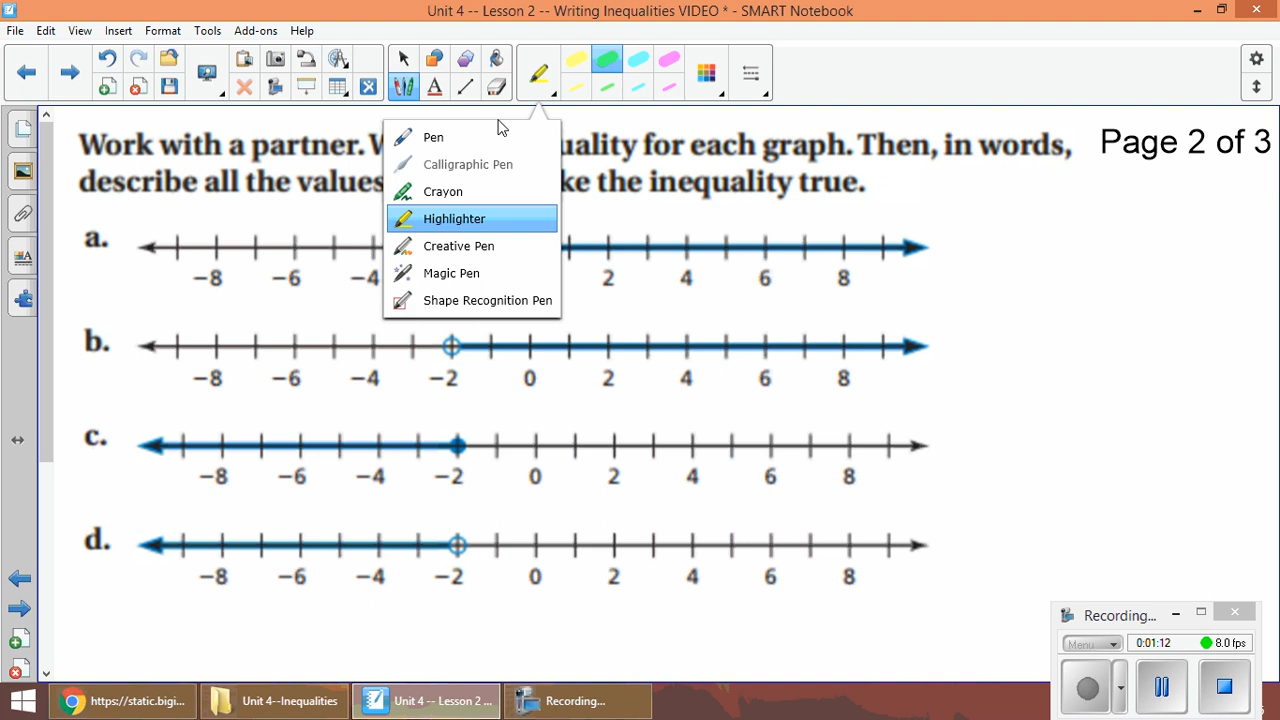 Unit 4 -- Lesson 2 -- Writing Inequalities VIDEO * - SMART Notebook
File Edit View Insert Format Tools Add-ons Help
Work with a partner. W uality for each graph. Then, in words,
describe all the values ke the inequality true.
Page 2 of 3
Pen
Calligraphic Pen
Crayon
Highlighter
Creative Pen
Magic Pen
Shape Recognition Pen
a.
−8 −6 −4 2 4 6 8
b.
−8 −6 −4 −2 0 2 4 6 8
c.
−8 −6 −4 −2 0 2 4 6 8
d.
−8 −6 −4 −2 0 2 4 6 8
Recording...
Menu 0:01:12 8.0 fps
https://static.bigi... Unit 4--Inequalities Unit 4 -- Lesson 2 ... Recording...